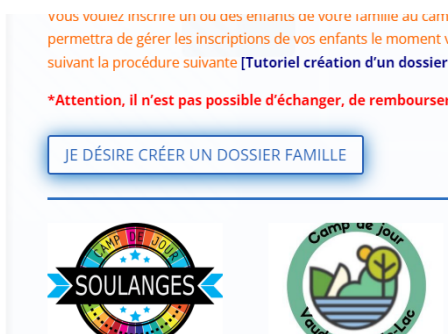 Vous voulez inscrire un ou des enfants de votre famille au cam
permettra de gérer les inscriptions de vos enfants le moment v
suivant la procédure suivante [Tutoriel création d'un dossier
*Attention, il n'est pas possible d'échanger, de rembourser
JE DÉSIRE CRÉER UN DOSSIER FAMILLE
CAMP DE JOUR
SOULANGES
Camp de jour